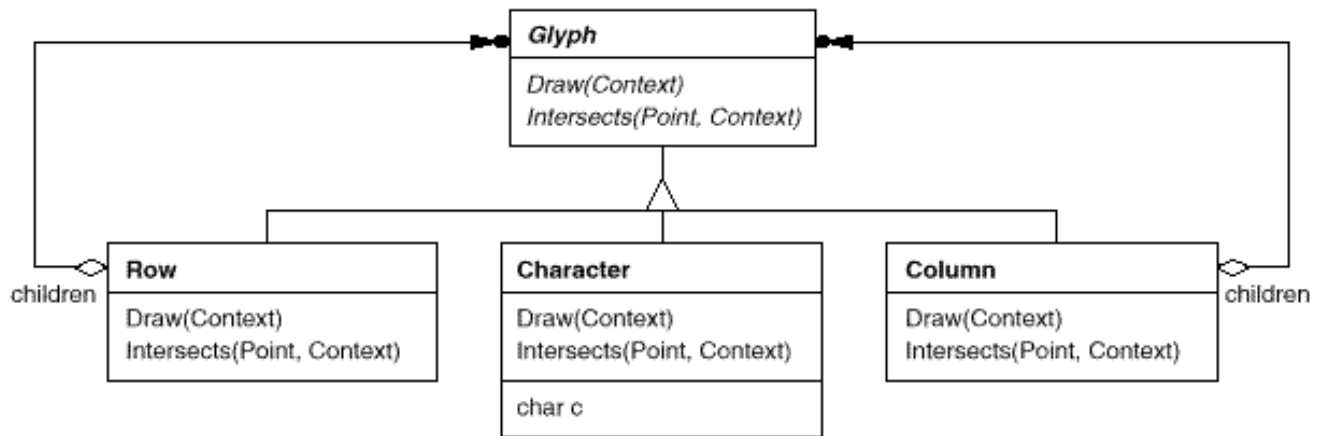 Glyph
Draw(Context)
Intersects(Point, Context)
children
Row
Draw(Context)
Intersects(Point, Context)
Character
Draw(Context)
Intersects(Point, Context)
char c
Column
Draw(Context)
Intersects(Point, Context)
children